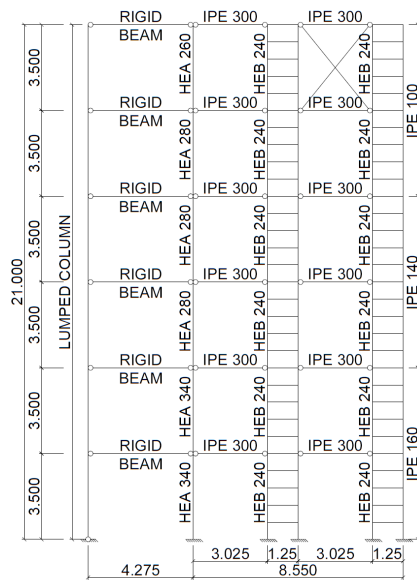 RIGID IPE 300 IPE 300
BEAM
3.500 HEA 260 HEB 240 HEB 240 IPE 100
RIGID IPE 300 IPE 300
BEAM
3.500 HEA 280 HEB 240 HEB 240
RIGID IPE 300 IPE 300
BEAM
21.000 3.500 LUMPED COLUMN HEA 280 HEB 240 HEB 240 IPE 140
RIGID IPE 300 IPE 300
BEAM
3.500 HEA 280 HEB 240 HEB 240
RIGID IPE 300 IPE 300
BEAM
3.500 HEA 340 HEB 240 HEB 240 IPE 160
RIGID IPE 300 IPE 300
BEAM
3.500 HEA 340 HEB 240 HEB 240
3.025 1.25 3.025 1.25
4.275 8.550